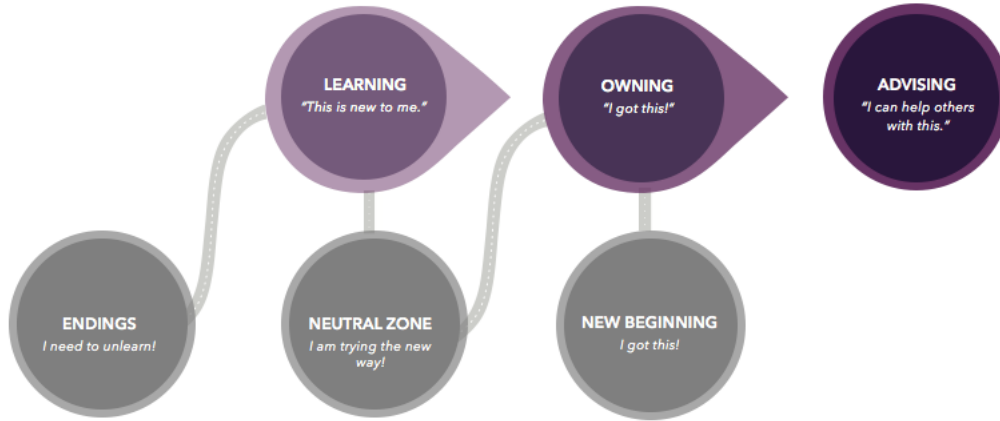 LEARNING
"This is new to me."
OWNING
"I got this!"
ADVISING
"I can help others
with this."
ENDINGS
I need to unlearn!
NEUTRAL ZONE
I am trying the new
way!
NEW BEGINNING
I got this!